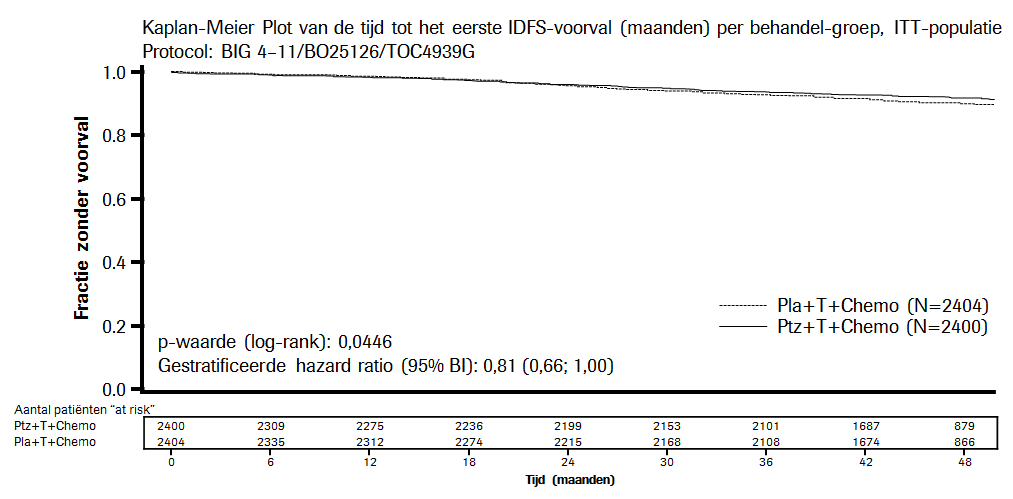 Kaplan-Meier Plot van de tijd tot het eerste IDFS-voorval (maanden) per behandel-groep, ITT-populatie
Protocol: BIG 4-11/BO25126/TOC4939G
Fractie zonder voorval
1.0
0.8
0.6
0.4
0.2
0.0
Pla+T+Chemo (N=2404)
Ptz+T+Chemo (N=2400)
p-waarde (log-rank): 0,0446
Gestratificeerde hazard ratio (95% BI): 0,81 (0,66; 1,00)
Aantal patiënten "at risk"
Ptz+T+Chemo 2400 2309 2275 2236 2199 2153 2101 1687 879
Pla+T+Chemo 2404 2335 2312 2274 2215 2168 2108 1674 866
0 6 12 18 24 30 36 42 48
Tijd (maanden)